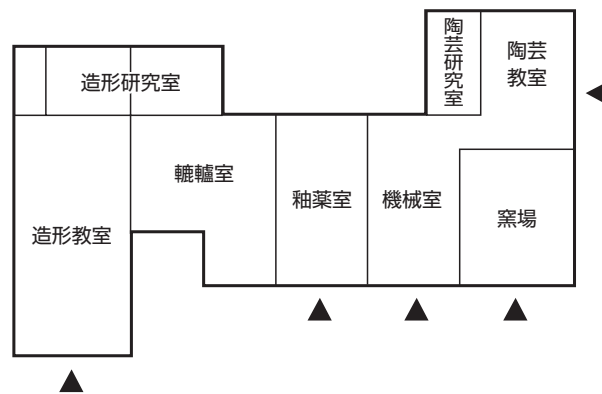 陶芸研究室
陶芸
教室
造形研究室
轆轤室
釉薬室
機械室
窯場
造形教室